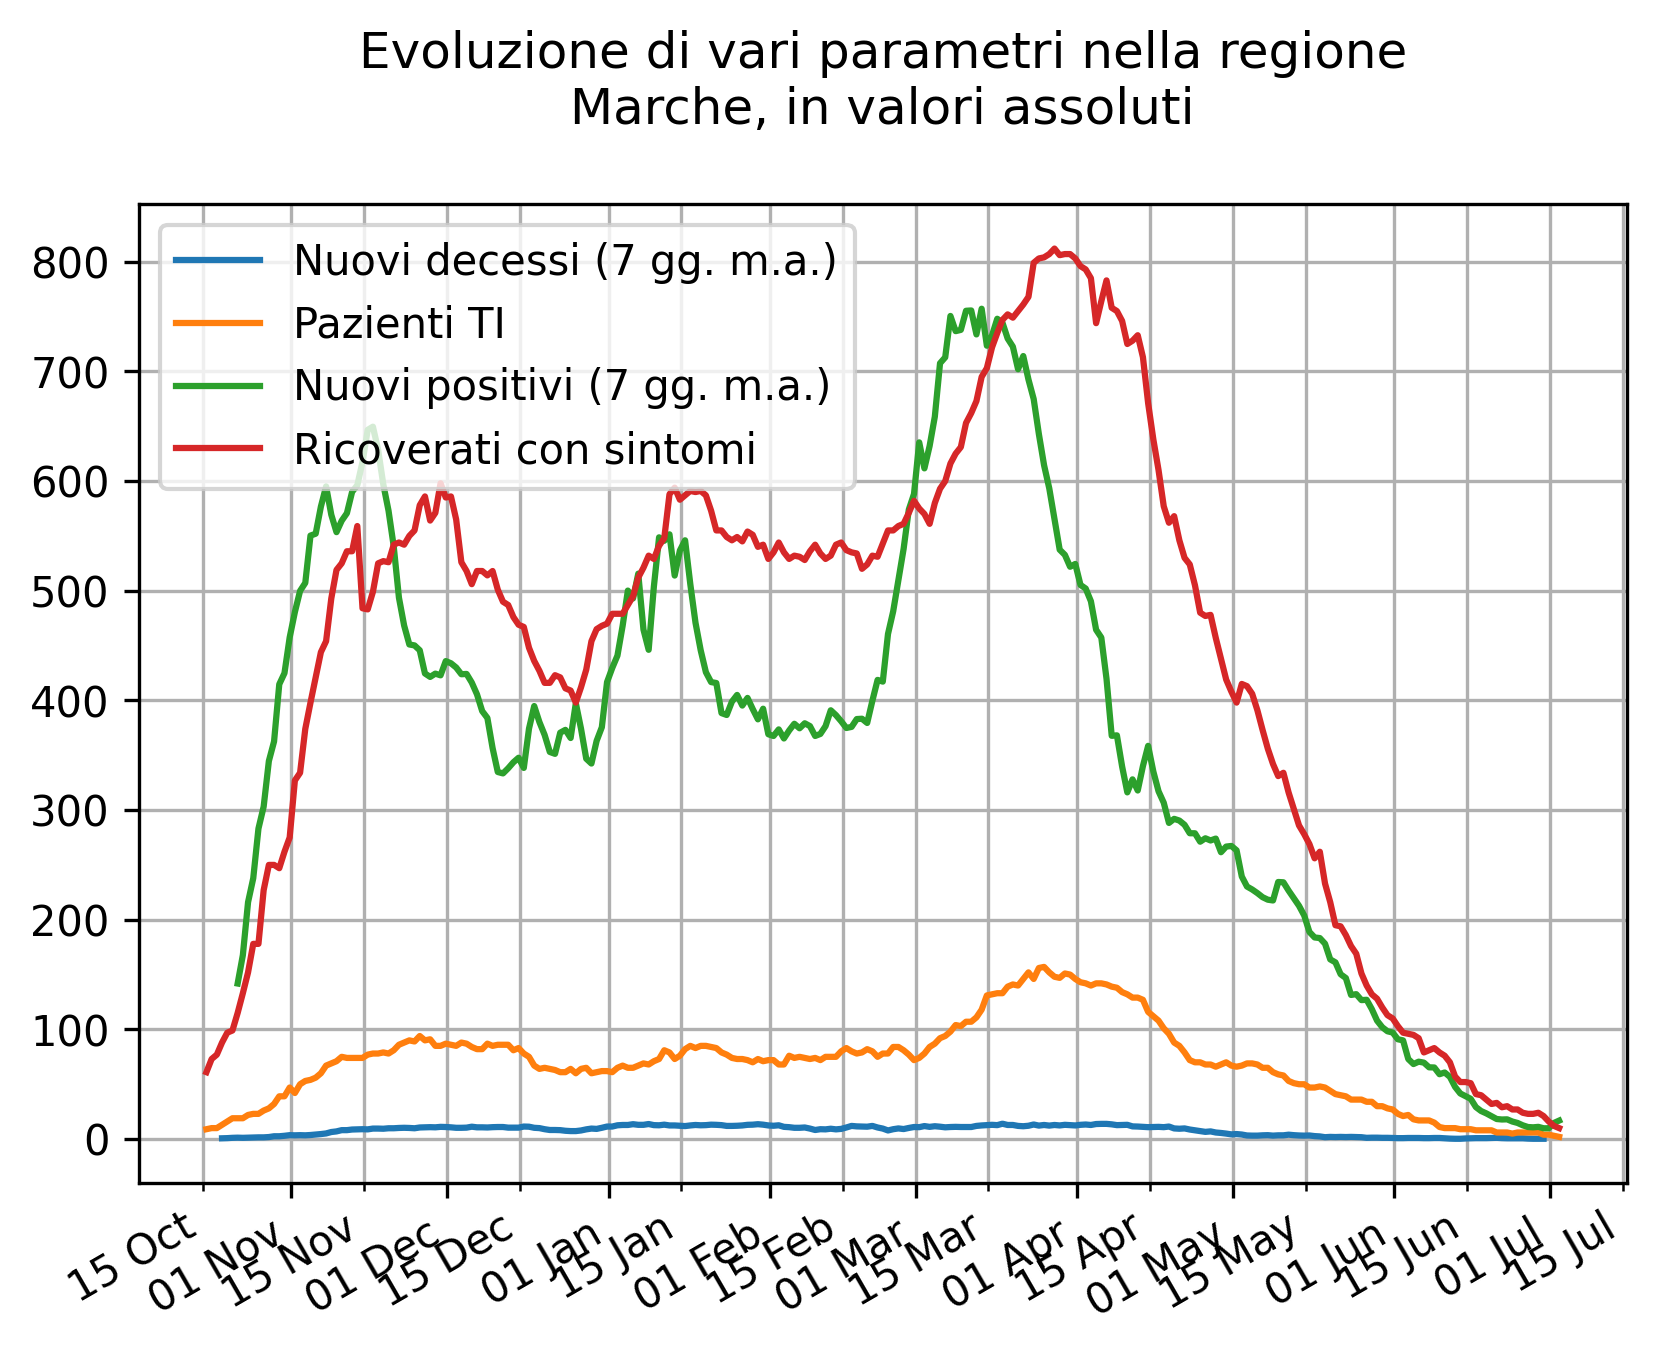 Evoluzione di vari parametri nella regione
Marche, in valori assoluti
Nuovi decessi (7 gg. m.a.)
Pazienti TI
Nuovi positivi (7 gg. m.a.)
Ricoverati con sintomi
800
700
600
500
400
300
200
100
0
15 Oct
01 Nov
15 Nov
01 Dec
15 Dec
01 Jan
15 Jan
01 Feb
15 Feb
01 Mar
15 Mar
01 Apr
15 Apr
01 May
15 May
01 Jun
15 Jun
01 Jul
15 Jul